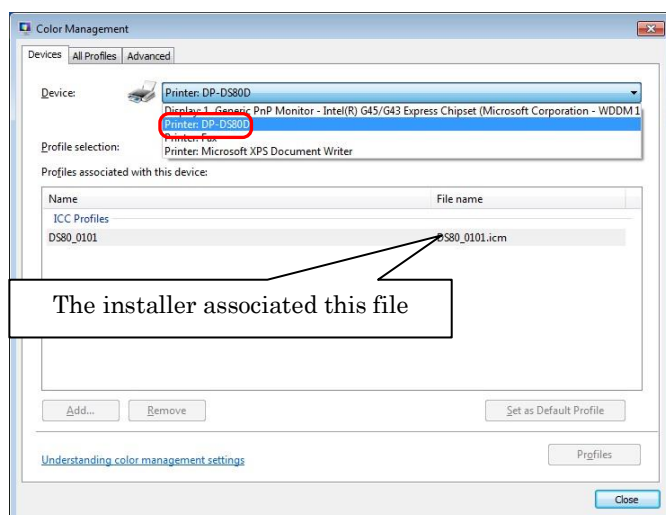 Color Management
Devices All Profiles Advanced
Device: Printer: DP-DS80D
Display: 1. Generic PnP Monitor - Intel(R) G45/G43 Express Chipset (Microsoft Corporation - WDDM 1
Printer: DP-DS80D
Printer: Fax
Profile selection: Printer: Microsoft XPS Document Writer
Profiles associated with this device:
Name File name
ICC Profiles
DS80_0101 DS80_0101.icm
The installer associated this file
Add... Remove Set as Default Profile
Understanding color management settings Profiles
Close